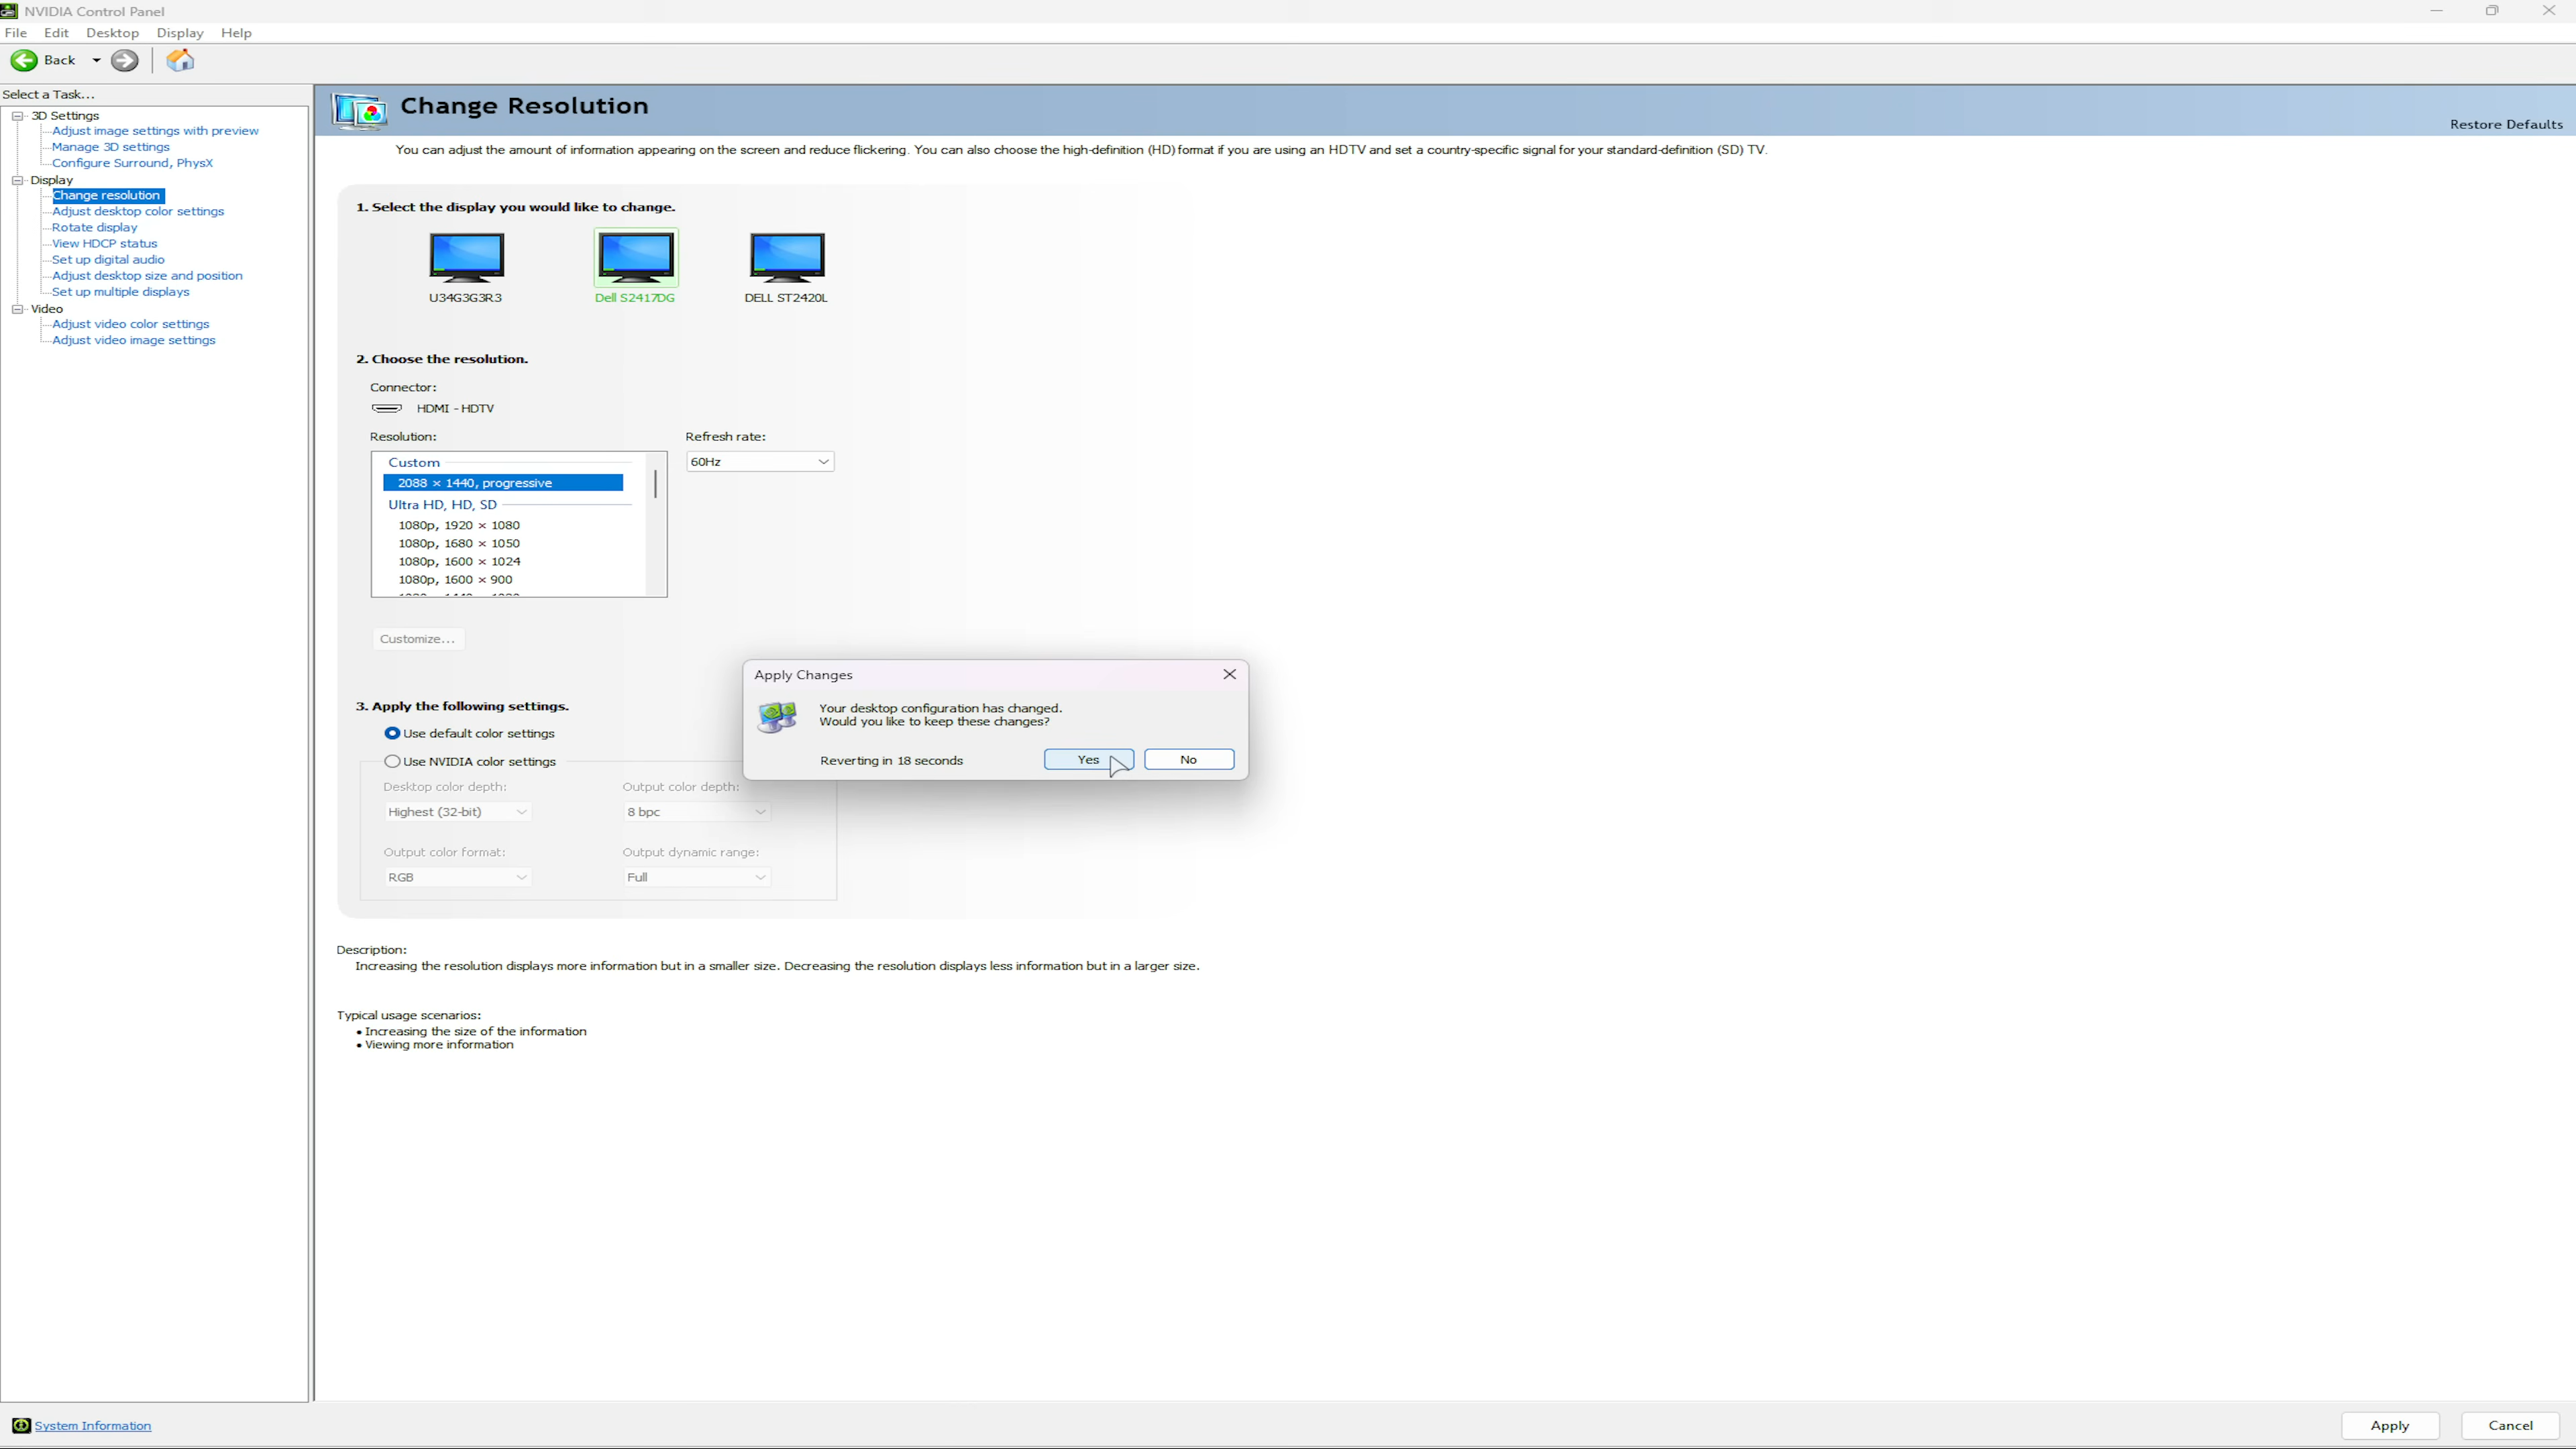 NVIDIA Control Panel
File Edit Desktop Display Help
Back
Select a Task...
3D Settings
Adjust image settings with preview
Manage 3D settings
Configure Surround, PhysX
Display
Change resolution
Adjust desktop color settings
Rotate display
View HDCP status
Set up digital audio
Adjust desktop size and position
Set up multiple displays
Video
Adjust video color settings
Adjust video image settings
Change Resolution
Restore Defaults
You can adjust the amount of information appearing on the screen and reduce flickering. You can also choose the high-definition (HD) format if you are using an HDTV and set a country-specific signal for your standard-definition (SD) TV.
1. Select the display you would like to change.
U34G3G3R3 Dell S2417DG DELL ST2420L
2. Choose the resolution.
Connector:
HDMI - HDTV
Resolution: Refresh rate:
60Hz
Custom
2088 × 1440, progressive
Ultra HD, HD, SD
1080p, 1920 × 1080
1080p, 1680 × 1050
1080p, 1600 × 1024
1080p, 1600 × 900
Customize...
3. Apply the following settings.
Use default color settings
Use NVIDIA color settings
Desktop color depth: Output color depth:
Highest (32-bit) 8 bpc
Output color format: Output dynamic range:
RGB Full
Apply Changes
Your desktop configuration has changed.
Would you like to keep these changes?
Reverting in 18 seconds Yes No
Description:
Increasing the resolution displays more information but in a smaller size. Decreasing the resolution displays less information but in a larger size.
Typical usage scenarios:
• Increasing the size of the information
• Viewing more information
System Information
Apply Cancel